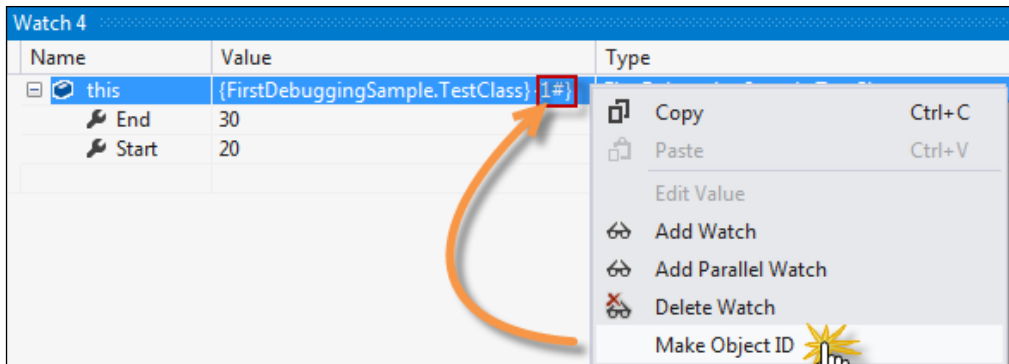 Watch 4
Name Value Type
this {FirstDebuggingSample.TestClass} 1#}
End 30
Start 20
Copy Ctrl+C
Paste Ctrl+V
Edit Value
Add Watch
Add Parallel Watch
Delete Watch
Make Object ID